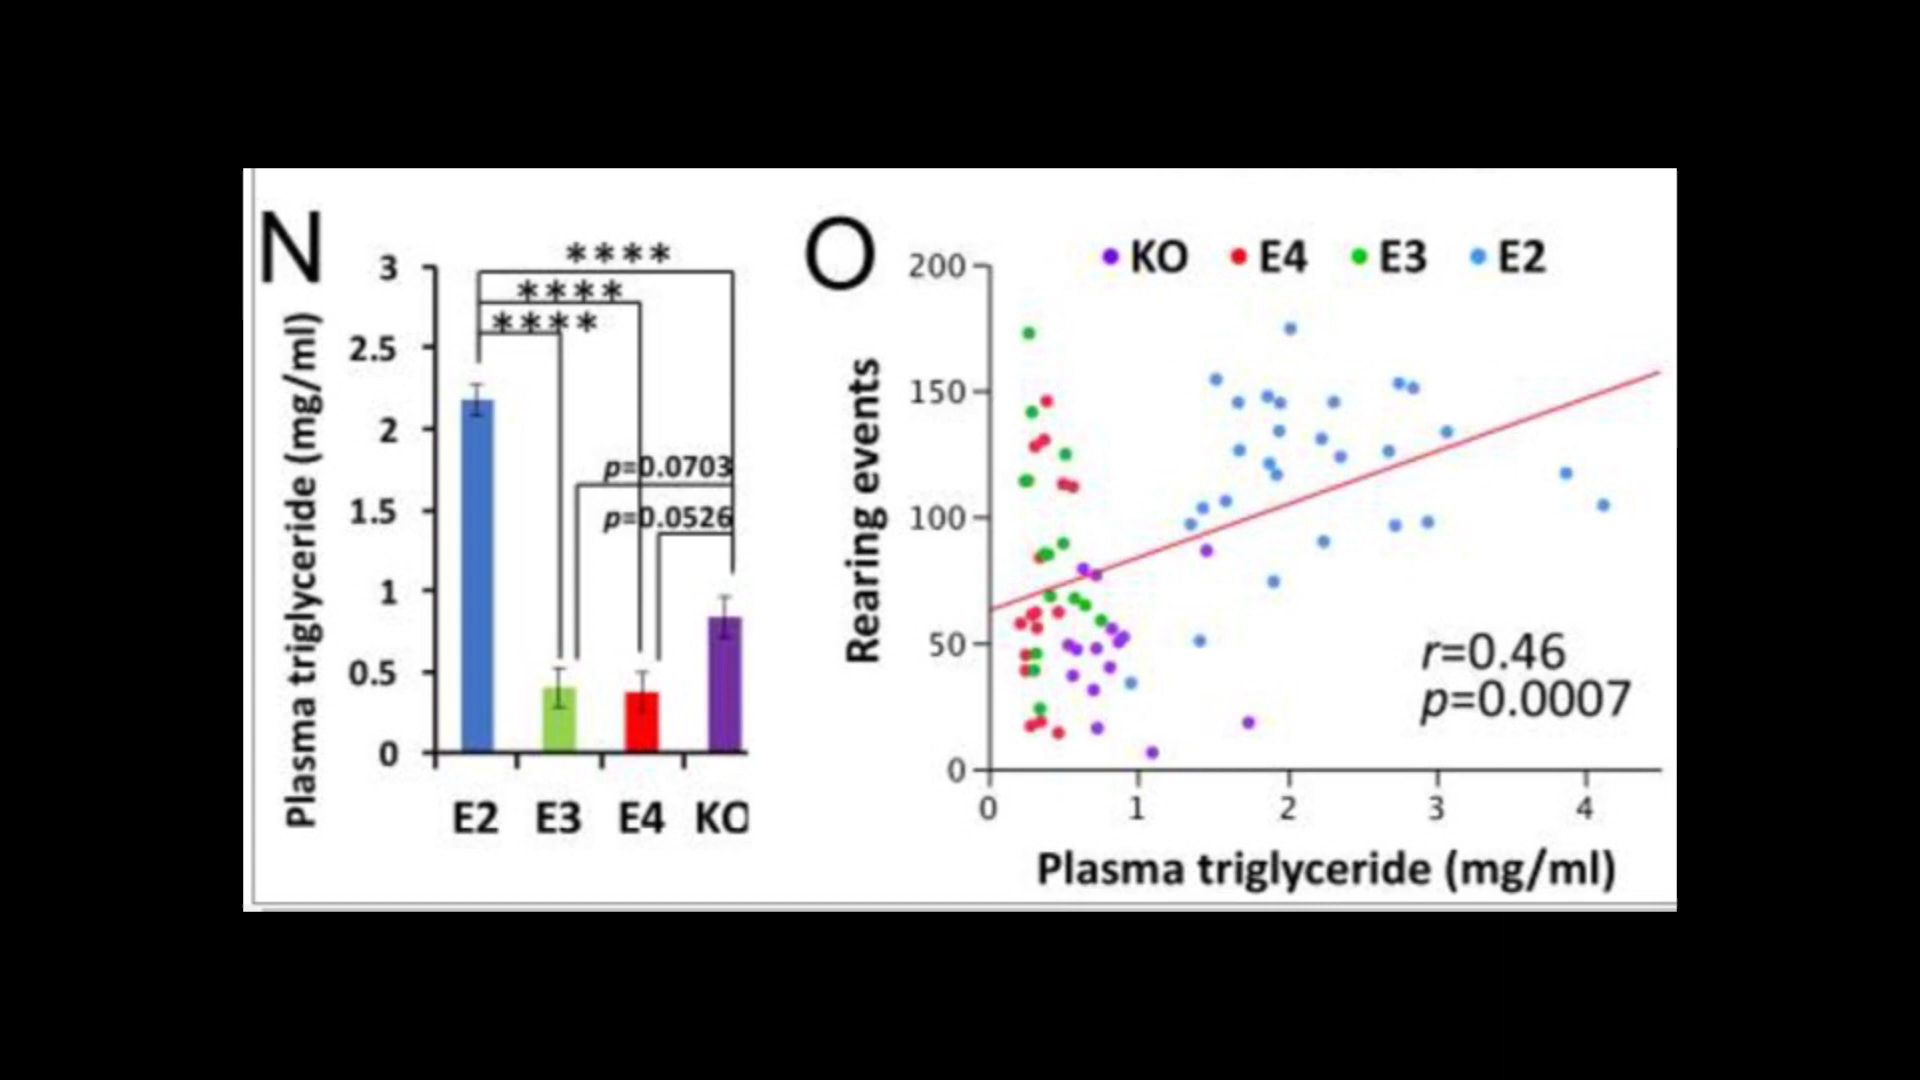 N
O
****
****
****
3
2.5
2
1.5
1
0.5
0
Plasma triglyceride (mg/ml)
p=0.0703
p=0.0526
E2 E3 E4 KO
KO E4 E3 E2
200
150
100
50
0
Rearing events
r=0.46
p=0.0007
0 1 2 3 4
Plasma triglyceride (mg/ml)